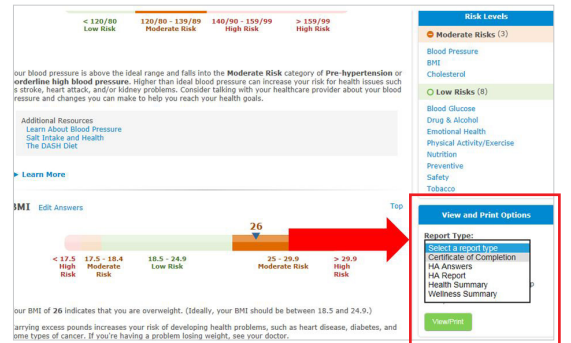 < 120/80 120/80 - 139/89 140/90 - 159/99 > 159/99
Low Risk Moderate Risk High Risk High Risk
our blood pressure is above the ideal range and falls into the Moderate Risk category of Pre-hypertension or
orderline high blood pressure. Higher than ideal blood pressure can increase your risk for health issues such
s stroke, heart attack, and/or kidney problems. Consider talking with your healthcare provider about your blood
ressure and changes you can make to help you reach your health goals.
Additional Resources
Learn About Blood Pressure
Salt Intake and Health
The DASH Diet
► Learn More
BMI Edit Answers Top
26
< 17.5 17.5 - 18.4 18.5 - 24.9 25 - 29.9 > 29.9
High Moderate Low Risk Moderate Risk High
Risk Risk Risk
our BMI of 26 indicates that you are overweight. (Ideally, your BMI should be between 18.5 and 24.9.)
arrying excess pounds increases your risk of developing health problems, such as heart disease, diabetes, and
ome types of cancer. If you're having a problem losing weight, see your doctor.
Risk Levels
Moderate Risks (3)
Blood Pressure
BMI
Cholesterol
Low Risks (8)
Blood Glucose
Drug & Alcohol
Emotional Health
Physical Activity/Exercise
Nutrition
Preventive
Safety
Tobacco
View and Print Options
Report Type:
Select a report type
Certificate of Completion
HA Answers
HA Report
Health Summary
Wellness Summary
View/Print